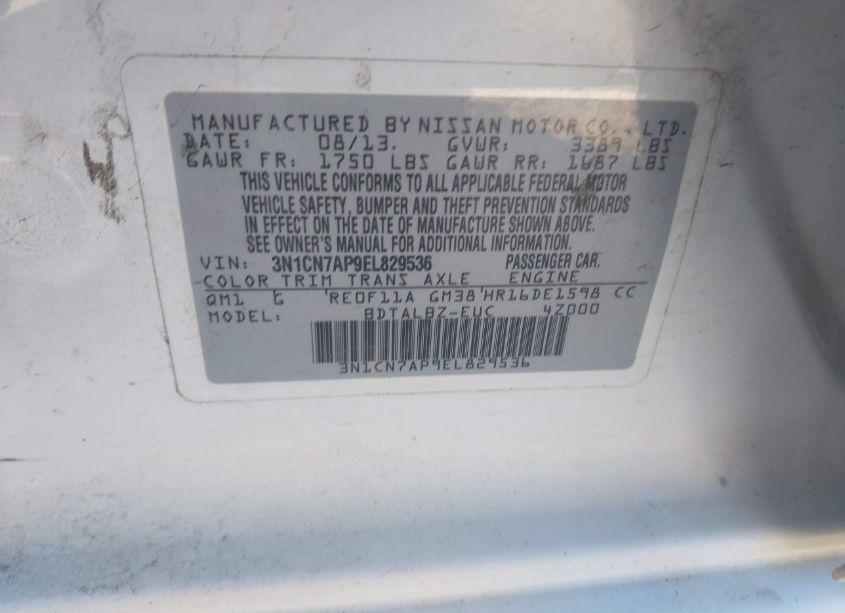 MANUFACTURED BY NISSAN MOTOR CO., LTD.
DATE: 08/13. GVWR: 3389 LBS
GAWR FR: 1750 LBS GAWR RR: 1687 LBS
THIS VEHICLE CONFORMS TO ALL APPLICABLE FEDERAL MOTOR
VEHICLE SAFETY, BUMPER AND THEFT PREVENTION STANDARDS
IN EFFECT ON THE DATE OF MANUFACTURE SHOWN ABOVE.
SEE OWNER'S MANUAL FOR ADDITIONAL INFORMATION.
VIN: 3N1CN7AP9EL829536 PASSENGER CAR.
COLOR TRIM TRANS AXLE ENGINE
QM1 G RE0F11A GM38 HR16DE1598 CC
MODEL: BDTALBZ-EUC 4Z000
3N1CN7AP9EL829536